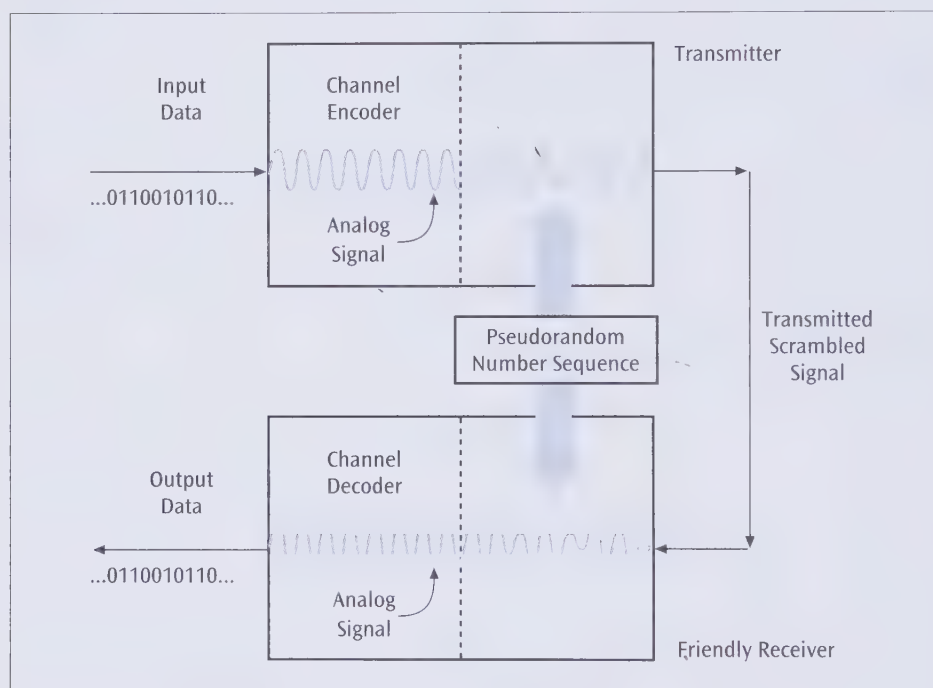 Transmitter
Input
Data
Channel
Encoder
...0110010110...
Analog
Signal
Pseudorandom
Number Sequence
Transmitted
Scrambled
Signal
Channel
Decoder
Output
Data
...0110010110...
Analog
Signal
Friendly Receiver